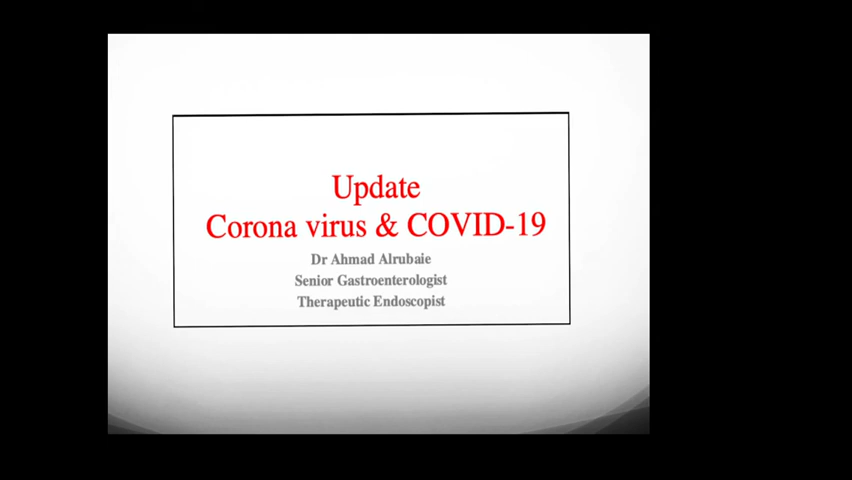 Update
Corona virus & COVID-19
Dr Ahmad Alrubaie
Senior Gastroenterologist
Therapeutic Endoscopist